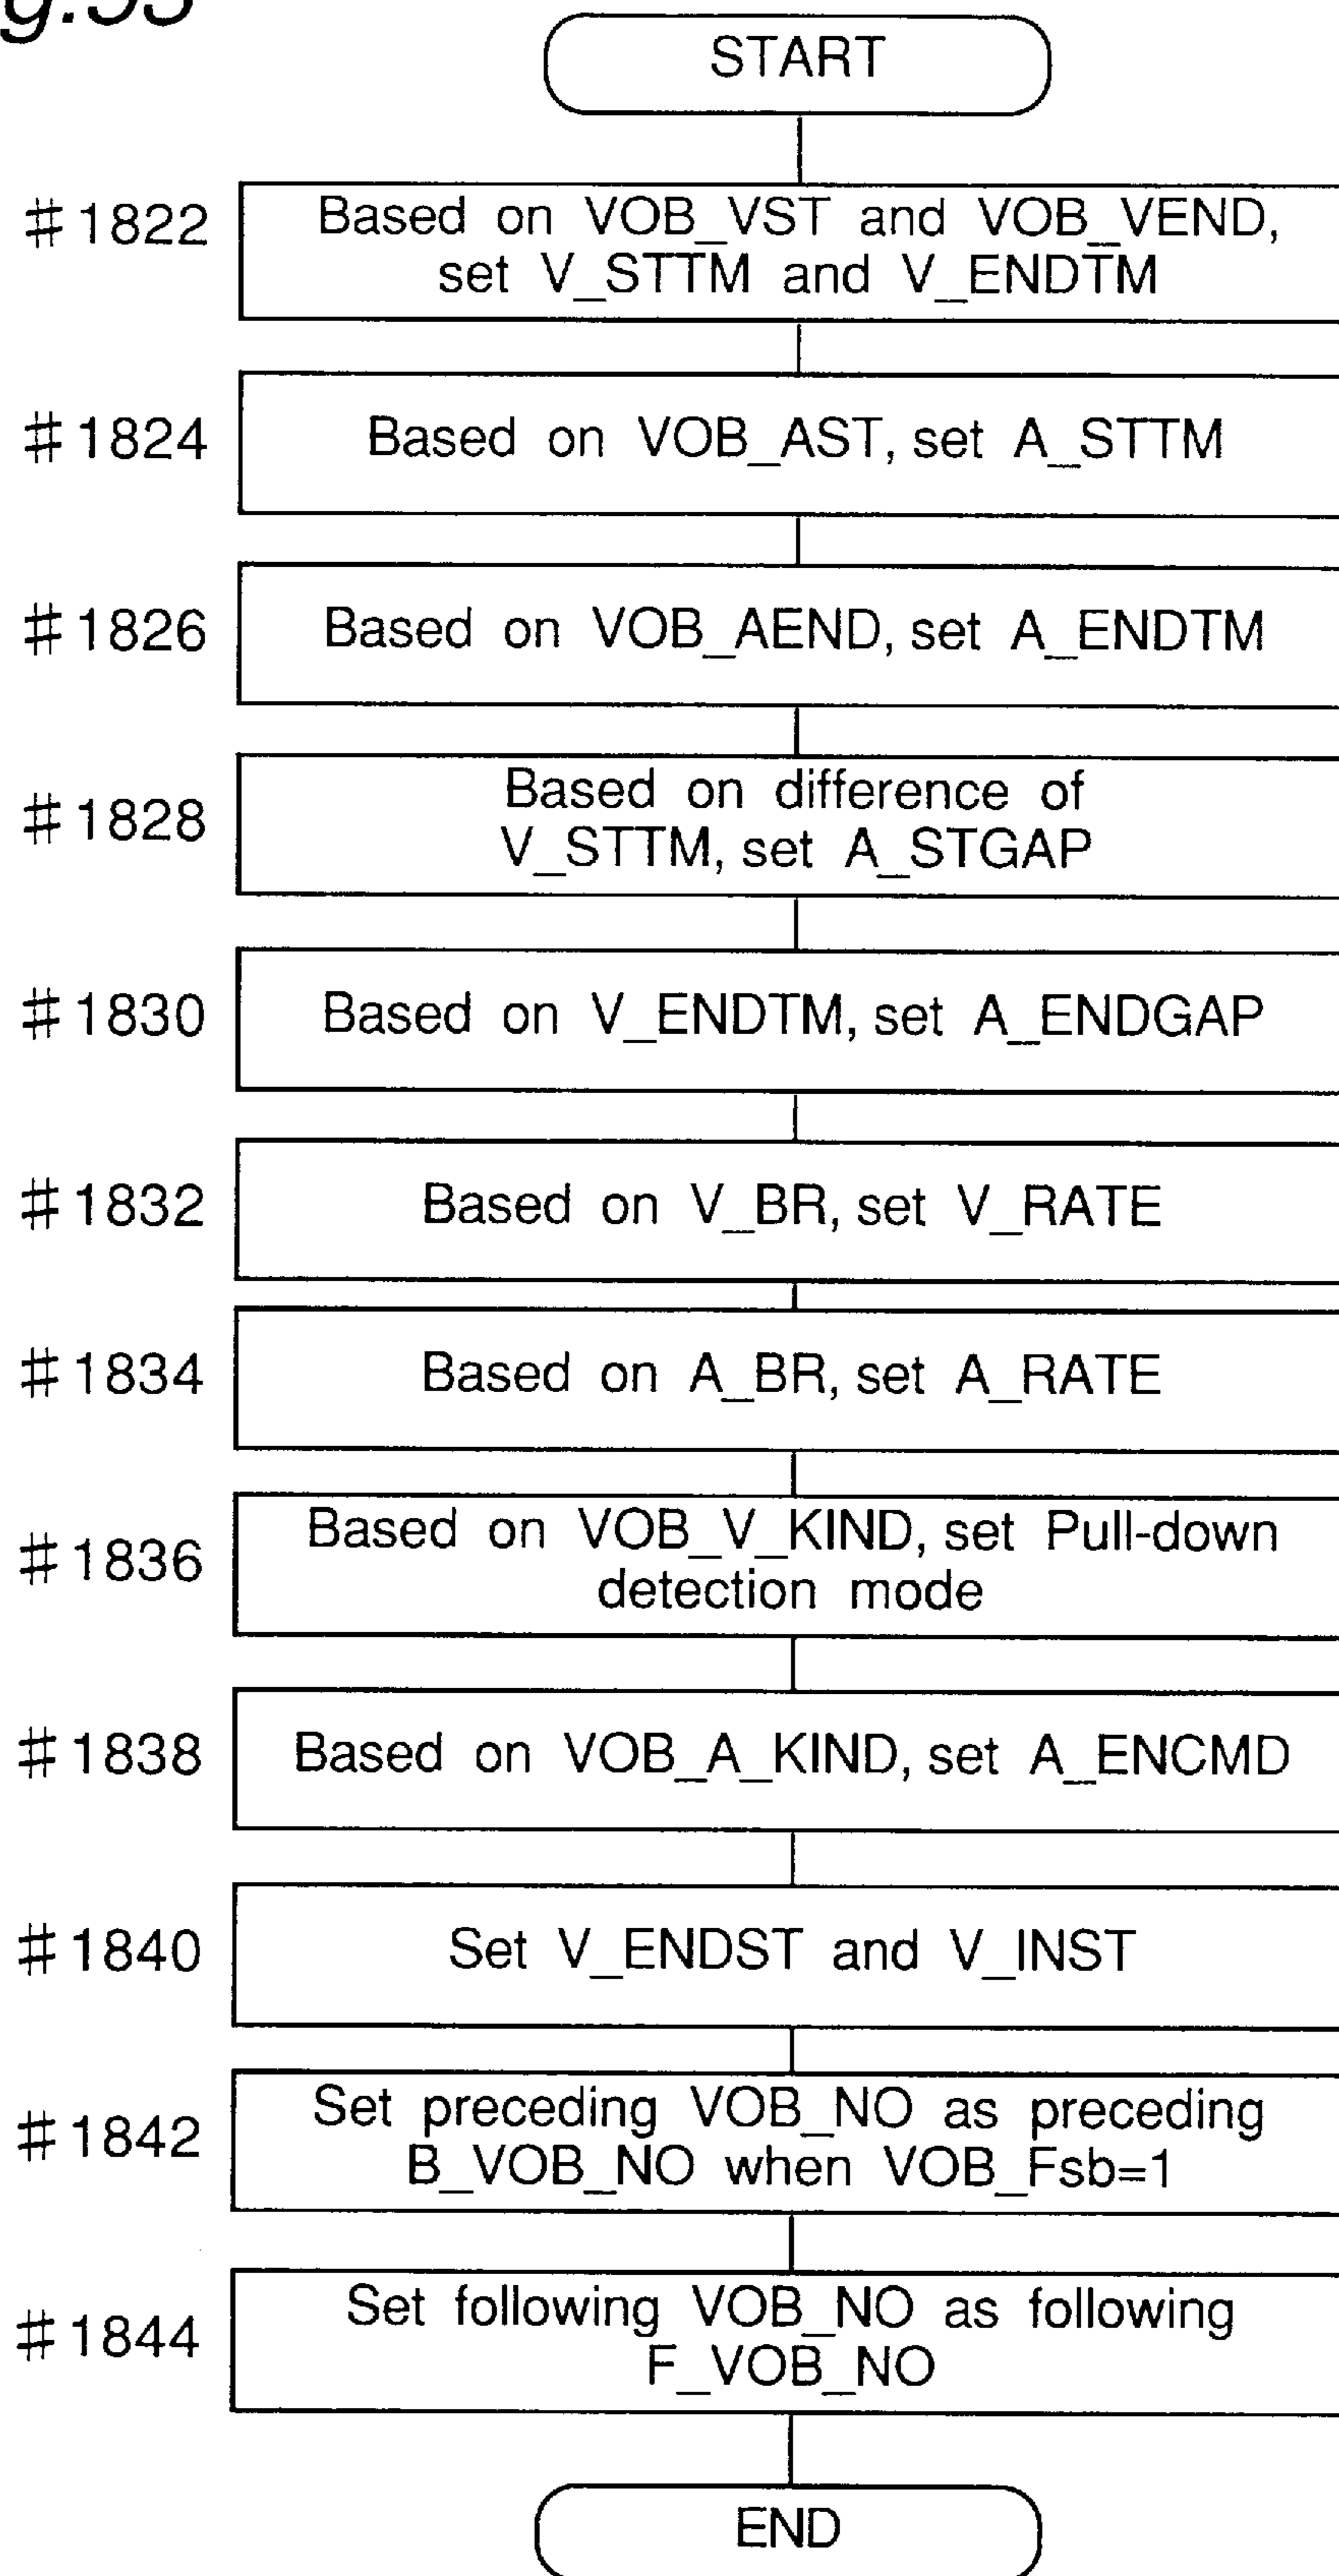 g.53
START
#1822
Based on VOB_VST and VOB_VEND,
set V_STTM and V_ENDTM
#1824
Based on VOB_AST, set A_STTM
#1826
Based on VOB_AEND, set A_ENDTM
#1828
Based on difference of
V_STTM, set A_STGAP
#1830
Based on V_ENDTM, set A_ENDGAP
#1832
Based on V_BR, set V_RATE
#1834
Based on A_BR, set A_RATE
#1836
Based on VOB_V_KIND, set Pull-down
detection mode
#1838
Based on VOB_A_KIND, set A_ENCMD
#1840
Set V_ENDST and V_INST
#1842
Set preceding VOB_NO as preceding
B_VOB_NO when VOB_Fsb=1
#1844
Set following VOB_NO as following
F_VOB_NO
END